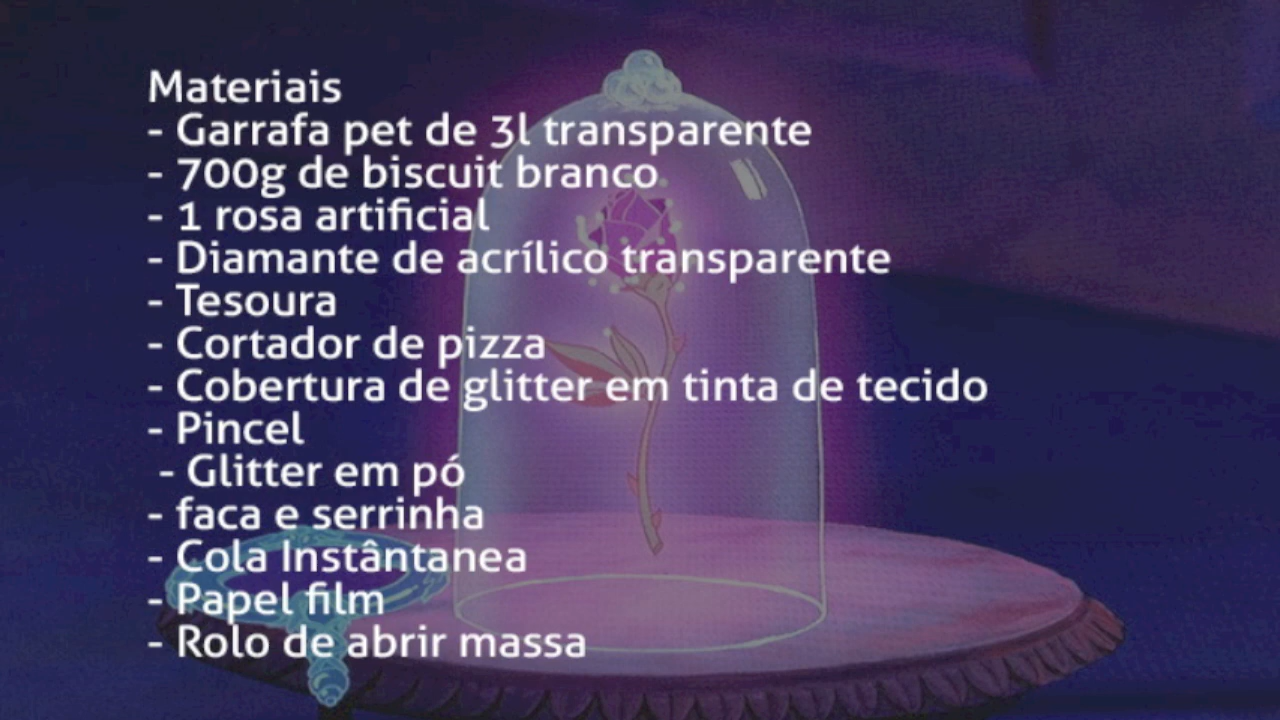 Materiais
- Garrafa pet de 3l transparente
- 700g de biscuit branco
- 1 rosa artificial
- Diamante de acrílico transparente
- Tesoura
- Cortador de pizza
- Cobertura de glitter em tinta de tecido
- Pincel
- Glitter em pó
- faca e serrinha
- Cola Instântanea
- Papel film
- Rolo de abrir massa